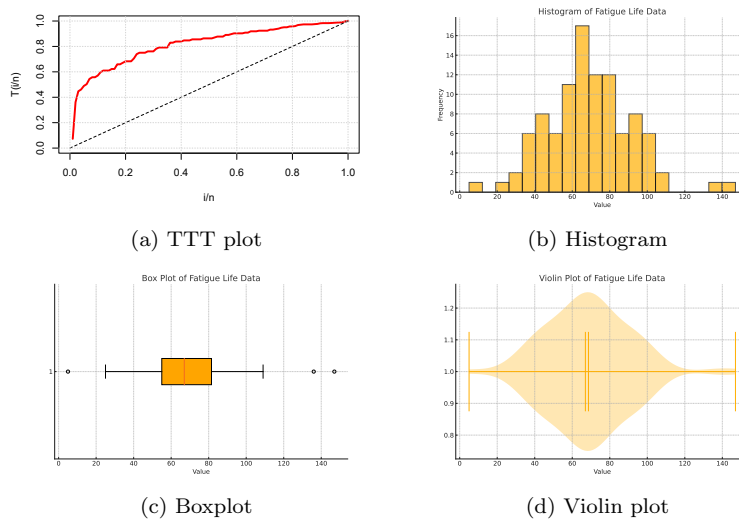 T(i/n)
0.0 0.2 0.4 0.6 0.8 1.0
0.0 0.2 0.4 0.6 0.8 1.0
i/n
(a) TTT plot
Histogram of Fatigue Life Data
Frequency
16
14
12
10
8
6
4
2
0
0 20 40 60 80 100 120 140
Value
(b) Histogram
Box Plot of Fatigue Life Data
1
0 20 40 60 80 100 120 140
Value
(c) Boxplot
Violin Plot of Fatigue Life Data
1.2
1.1
1.0
0.9
0.8
0 20 40 60 80 100 120 140
Value
(d) Violin plot